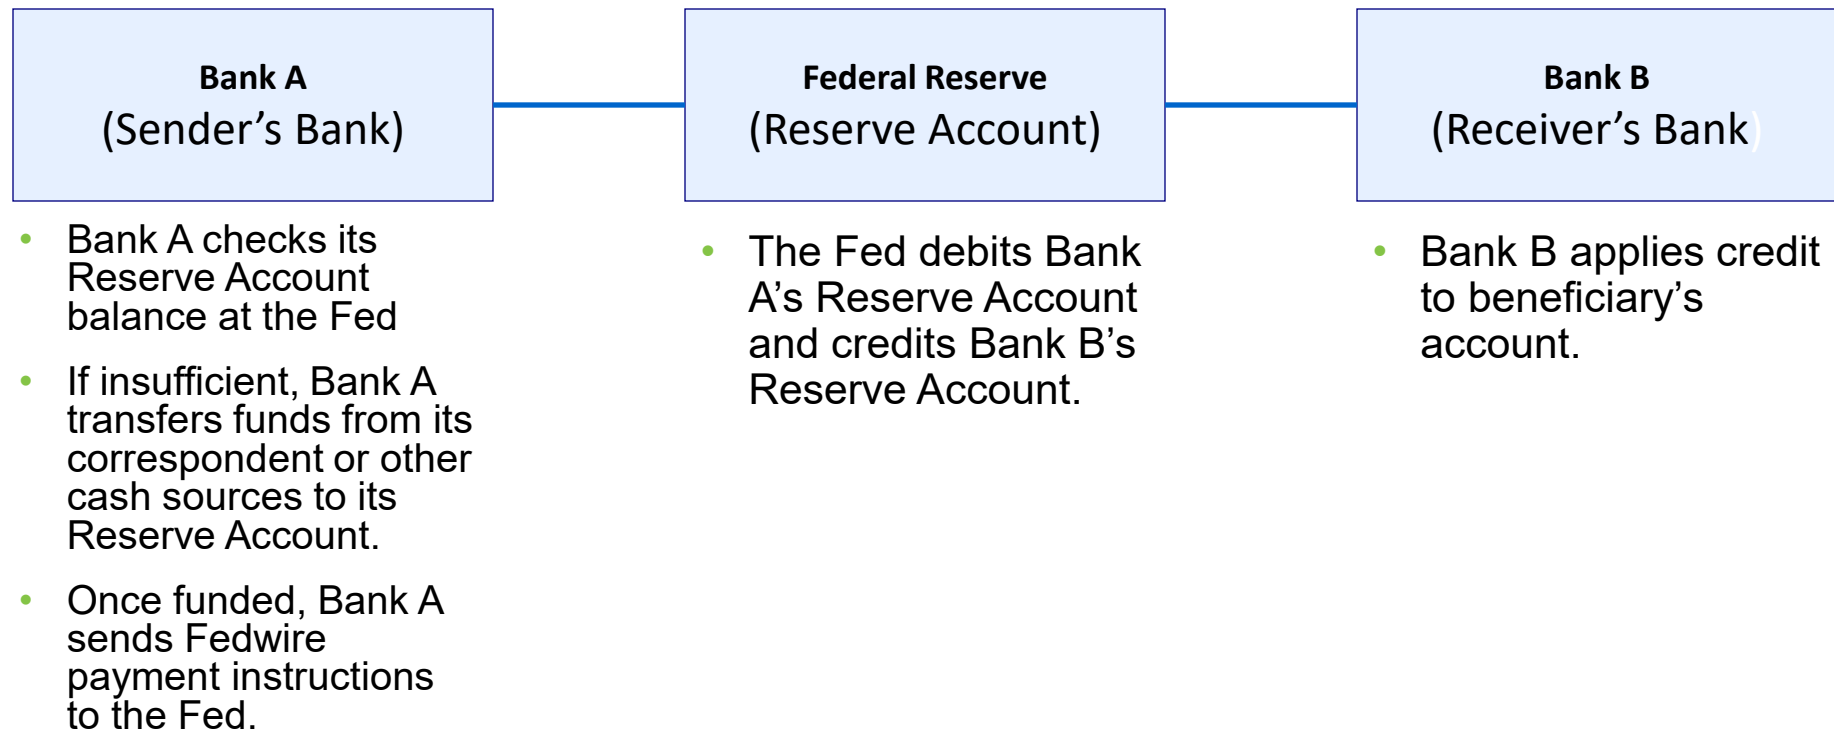 Bank A
(Sender’s Bank)
Federal Reserve
(Reserve Account)
Bank B
(Receiver’s Bank)
• Bank A checks its
Reserve Account
balance at the Fed
• If insufficient, Bank A
transfers funds from its
correspondent or other
cash sources to its
Reserve Account.
• Once funded, Bank A
sends Fedwire
payment instructions
to the Fed.
• The Fed debits Bank
A’s Reserve Account
and credits Bank B’s
Reserve Account.
• Bank B applies credit
to beneficiary’s
account.